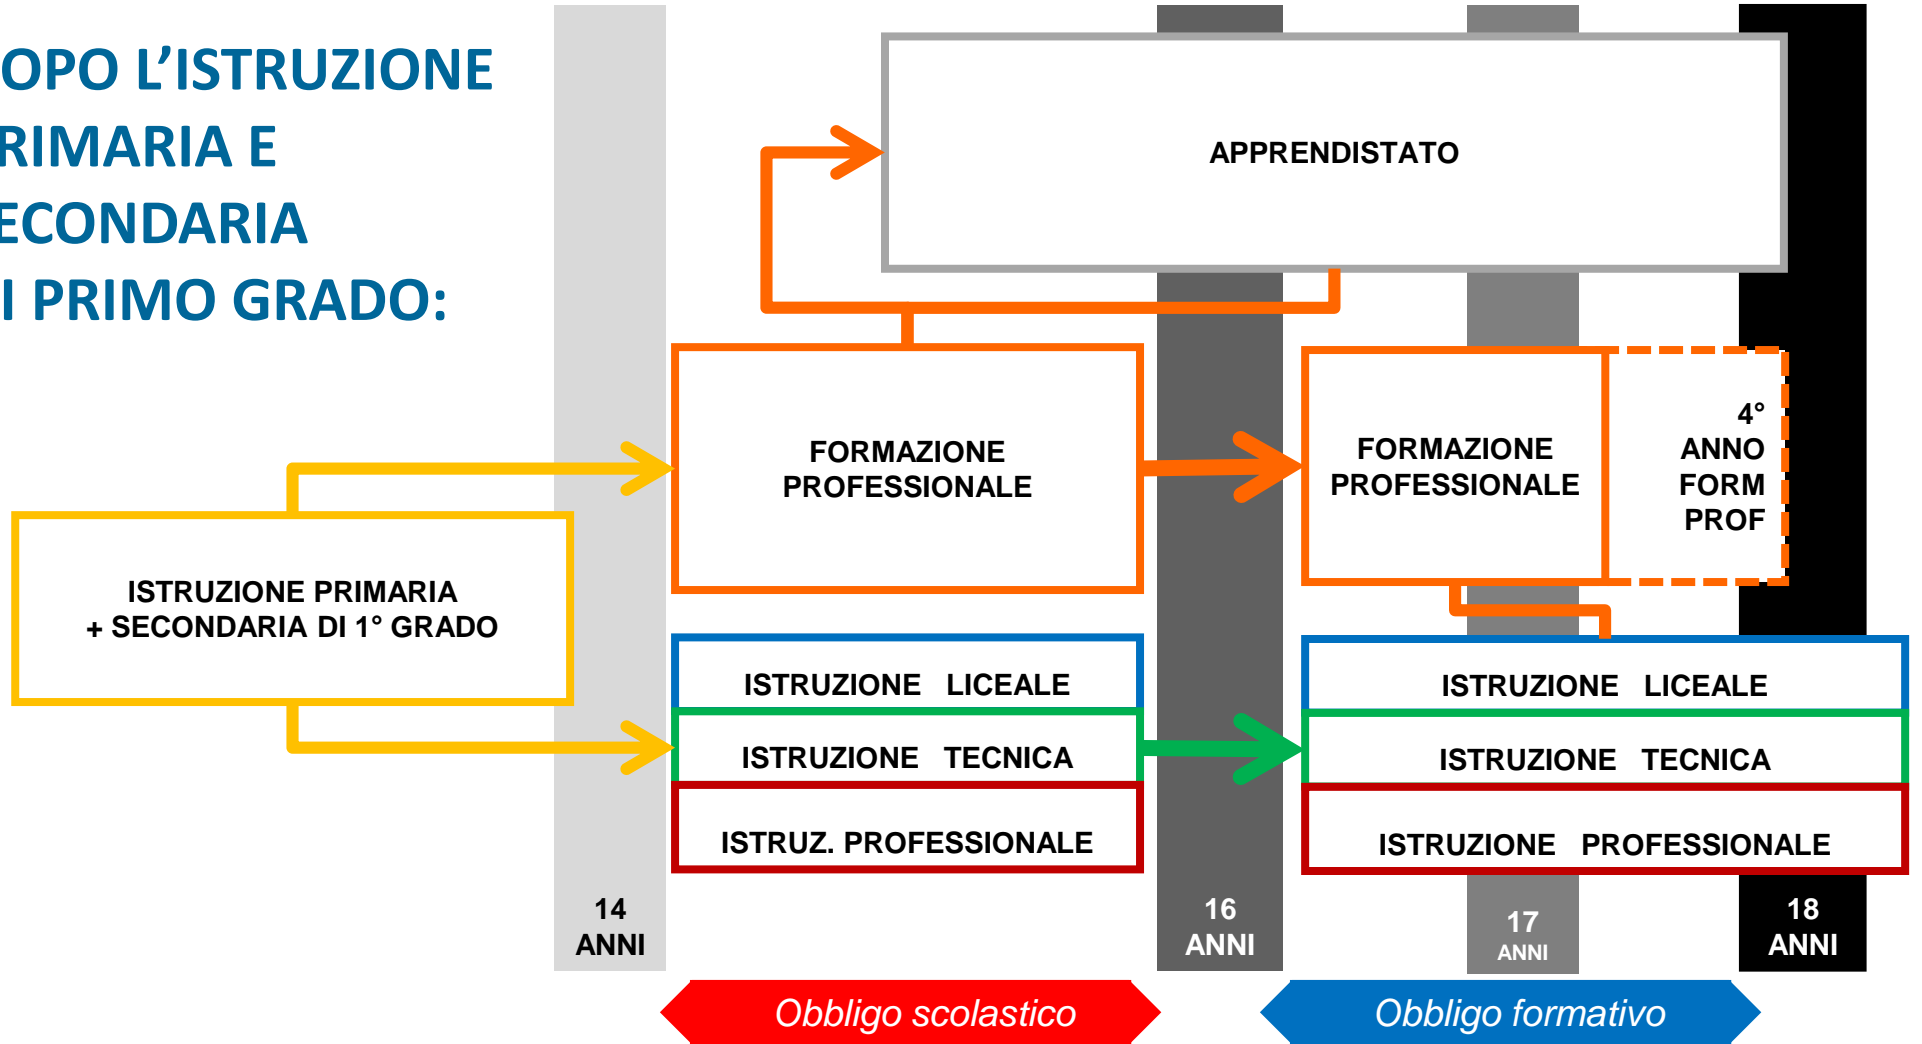 OPO L'ISTRUZIONE
RIMARIA E
ECONDARIA
I PRIMO GRADO:
APPRENDISTATO
FORMAZIONE
PROFESSIONALE
FORMAZIONE
PROFESSIONALE
4°
ANNO
FORM
PROF
ISTRUZIONE PRIMARIA
+ SECONDARIA DI 1° GRADO
ISTRUZIONE LICEALE
ISTRUZIONE TECNICA
ISTRUZ. PROFESSIONALE
ISTRUZIONE LICEALE
ISTRUZIONE TECNICA
ISTRUZIONE PROFESSIONALE
14
ANNI
16
ANNI
17
ANNI
18
ANNI
Obbligo scolastico
Obbligo formativo